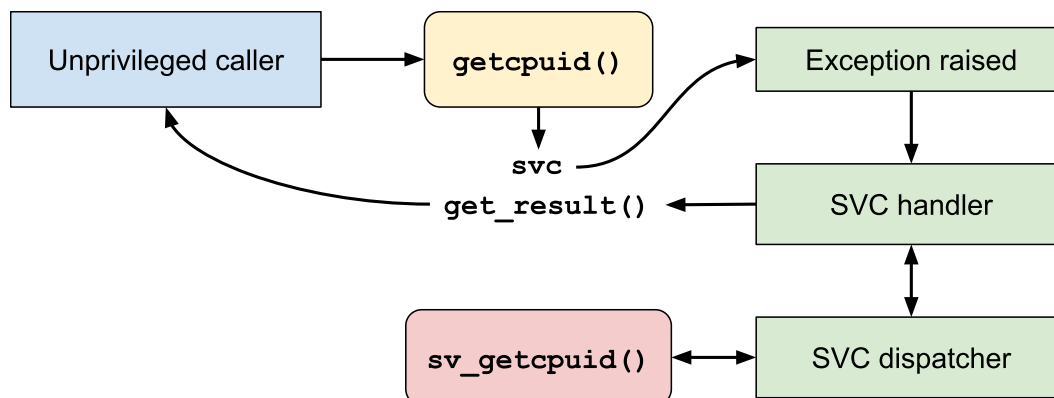 Unprivileged caller
getcpuid()
Exception raised
svc
get_result()
SVC handler
sv_getcpuid()
SVC dispatcher